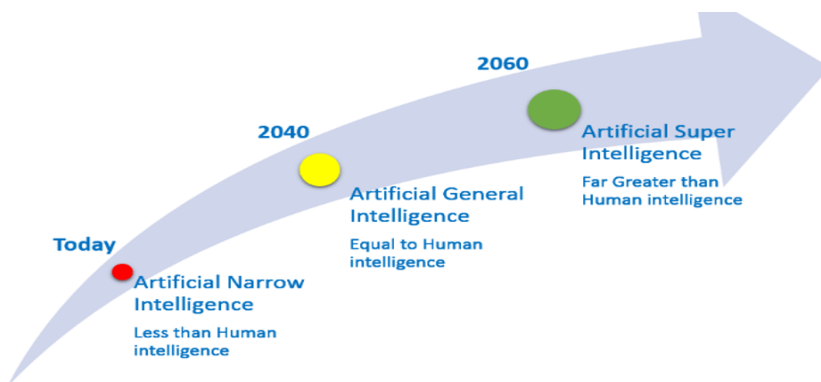 Today
Artificial Narrow
Intelligence
Less than Human
intelligence
2040
Artificial General
Intelligence
Equal to Human
intelligence
2060
Artificial Super
Intelligence
Far Greater than
Human intelligence